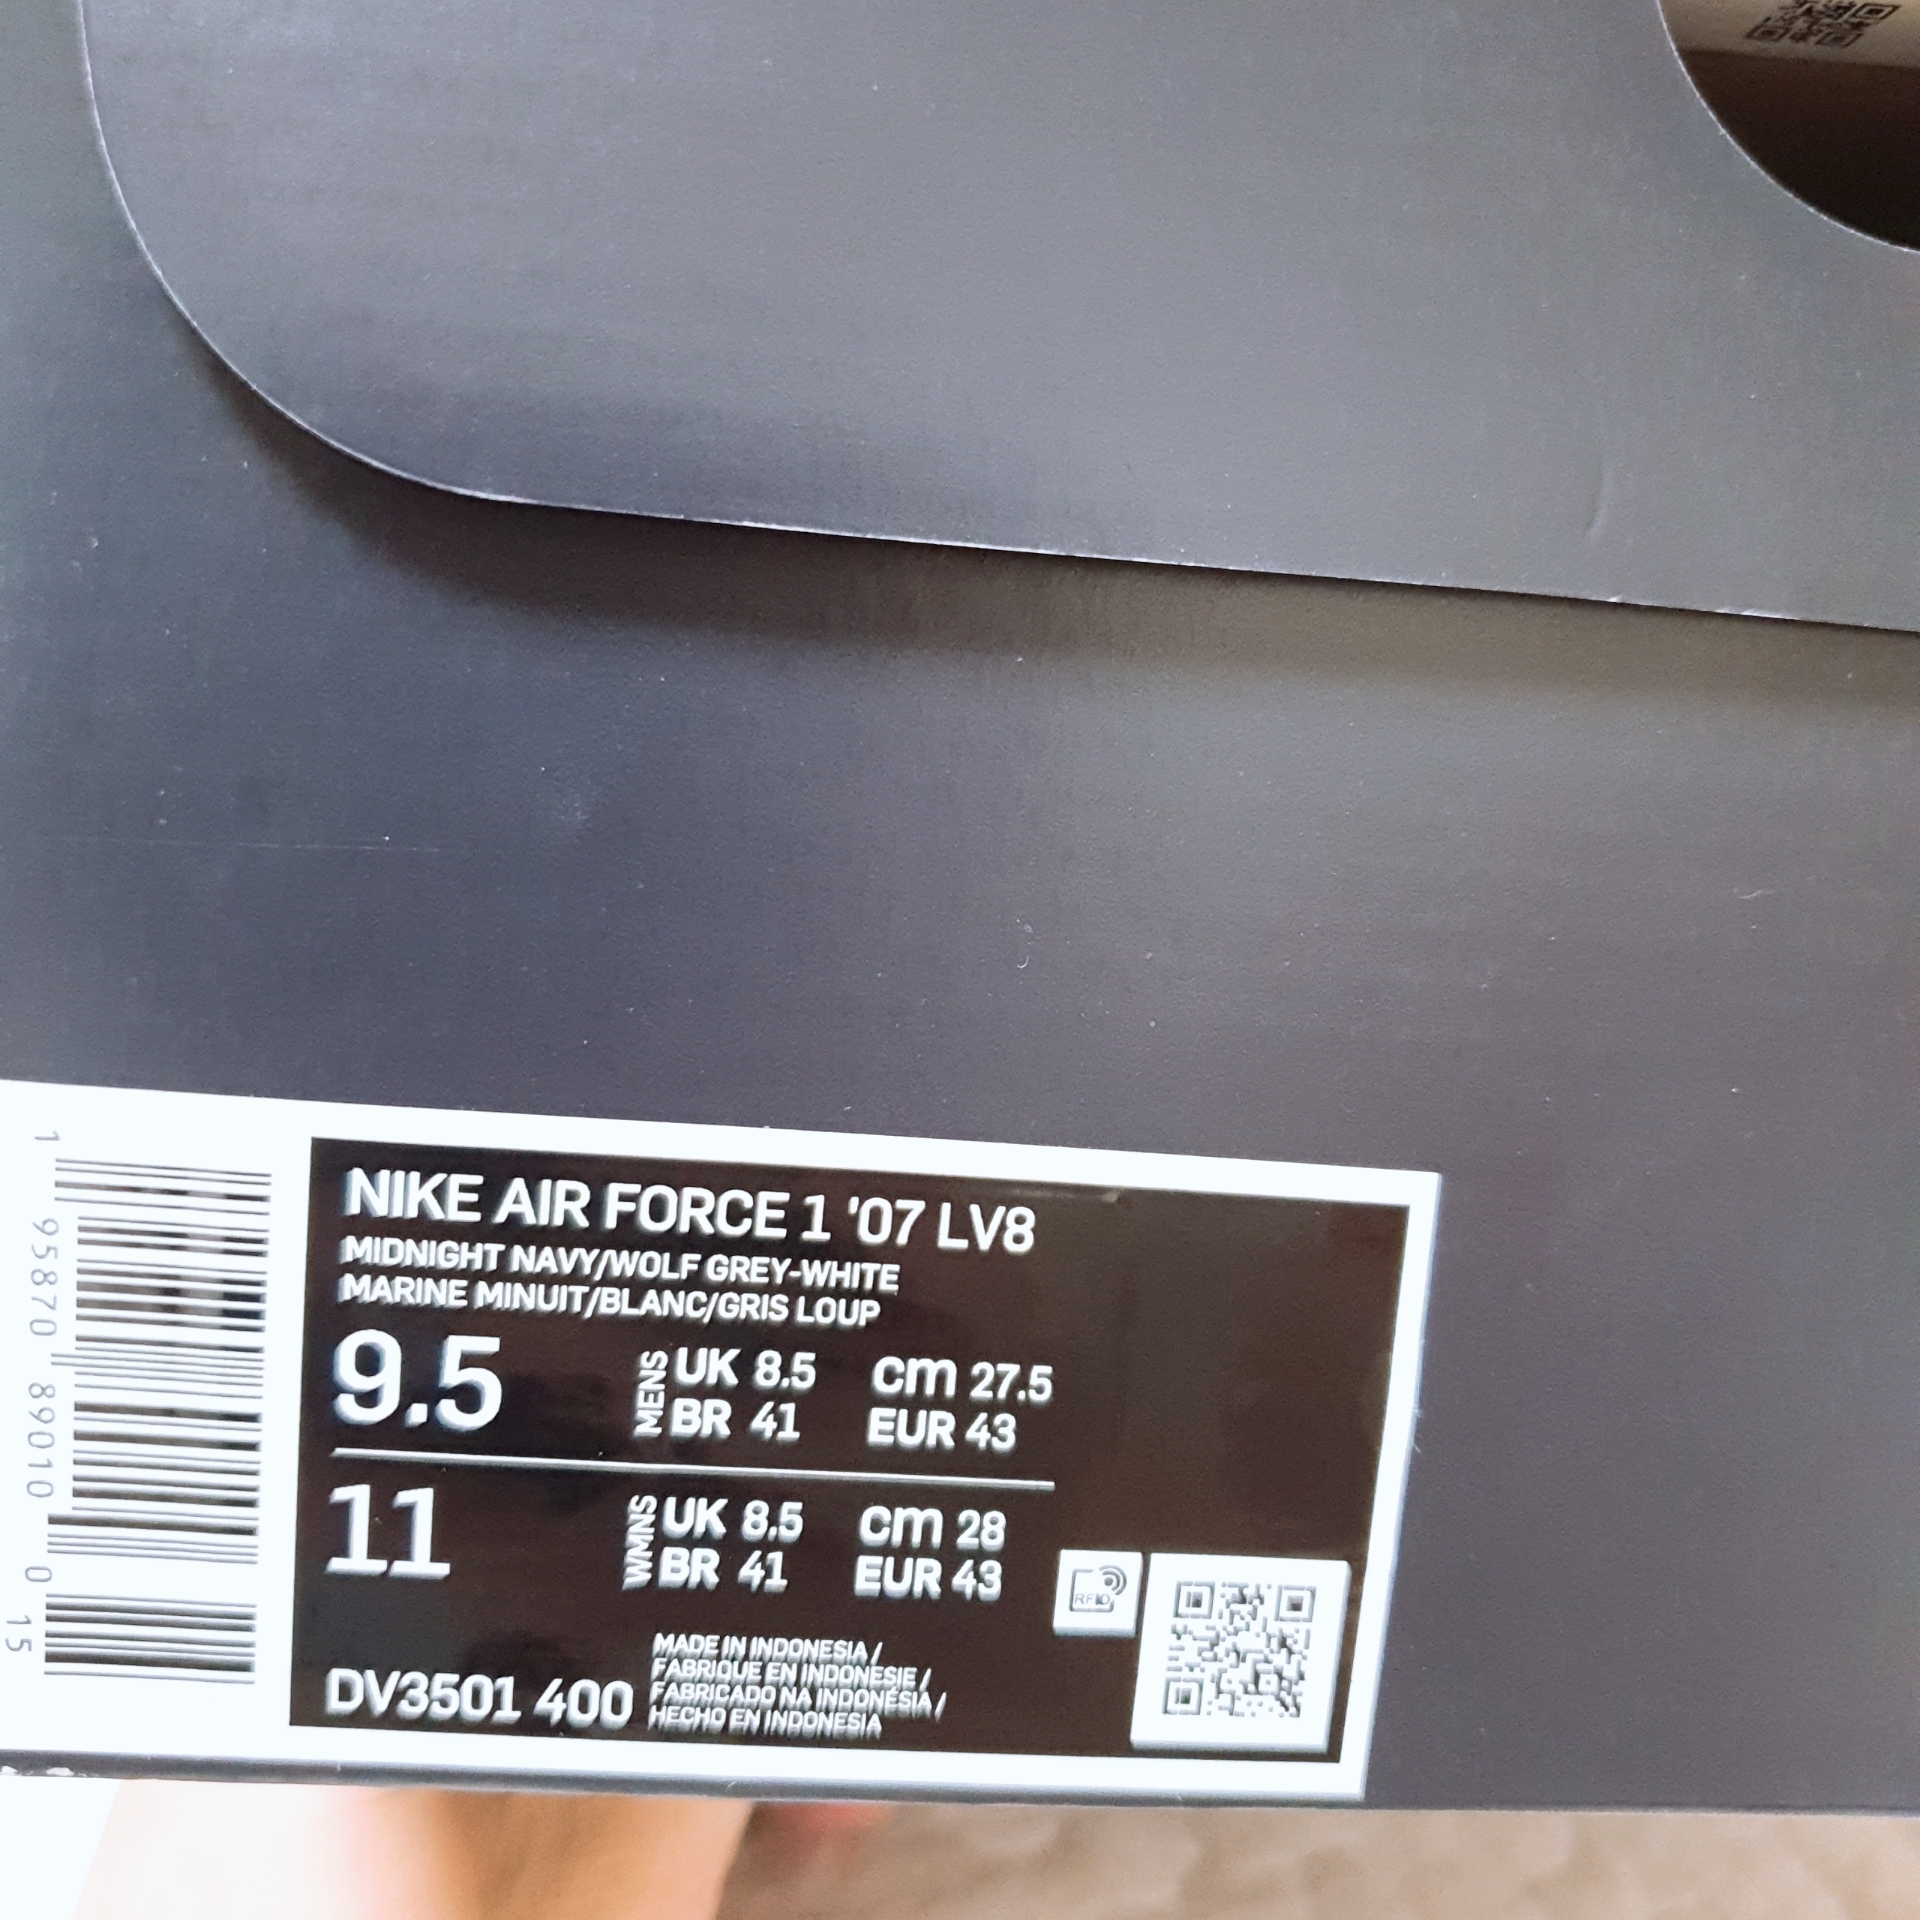 NIKE AIR FORCE 1 '07 LV8
MIDNIGHT NAVY/WOLF GREY-WHITE
MARINE MINUIT/BLANC/GRIS LOUP
9.5 MENS UK 8.5 cm 27.5
BR 41 EUR 43
11 WMNS UK 8.5 cm 28
BR 41 EUR 43
DV3501 400
MADE IN INDONESIA /
FABRIQUE EN INDONESIE /
FABRICADO NA INDONÉSIA /
HECHO EN INDONESIA
RFID
1 95870 89010 0 15